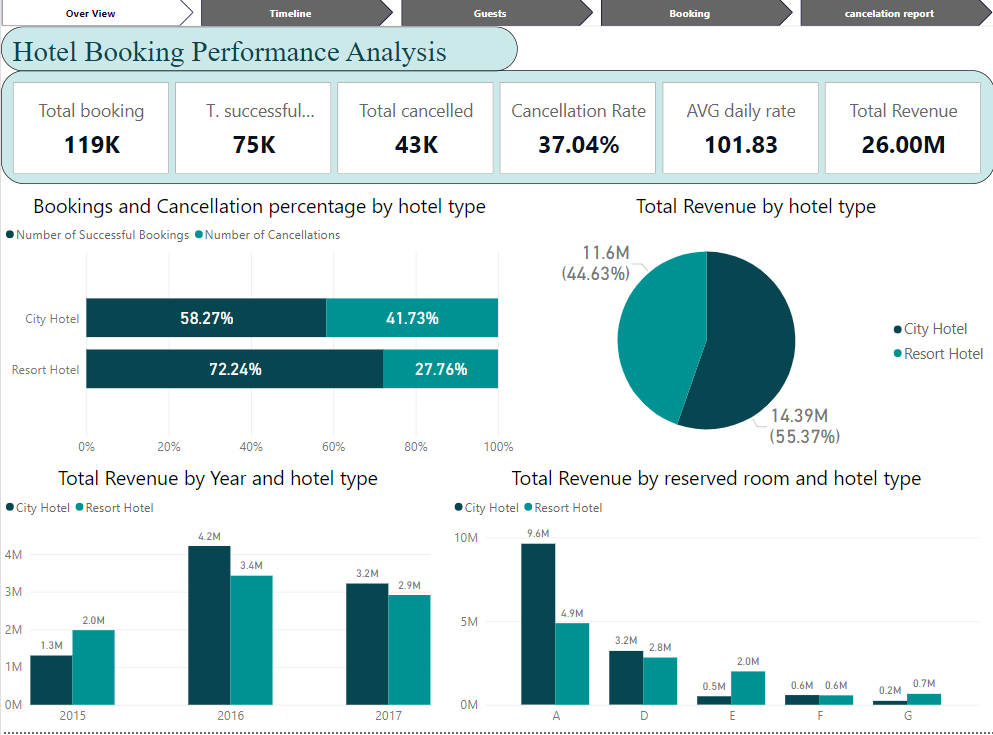 Over View
Timeline
Guests
Booking
cancelation report
Hotel Booking Performance Analysis
Total booking
119K
T. successful...
75K
Total cancelled
43K
Cancellation Rate
37.04%
AVG daily rate
101.83
Total Revenue
26.00M
Bookings and Cancellation percentage by hotel type
Number of Successful Bookings Number of Cancellations
City Hotel 58.27% 41.73%
Resort Hotel 72.24% 27.76%
0% 20% 40% 60% 80% 100%
Total Revenue by hotel type
11.6M
(44.63%)
14.39M
(55.37%)
City Hotel
Resort Hotel
Total Revenue by Year and hotel type
City Hotel Resort Hotel
4M
3M
2M
1M
0M
1.3M
2.0M
4.2M
3.4M
3.2M
2.9M
2015 2016 2017
Total Revenue by reserved room and hotel type
City Hotel Resort Hotel
10M
5M
0M
9.6M
4.9M
3.2M
2.8M
0.5M
2.0M
0.6M
0.6M
0.2M
0.7M
A D E F G